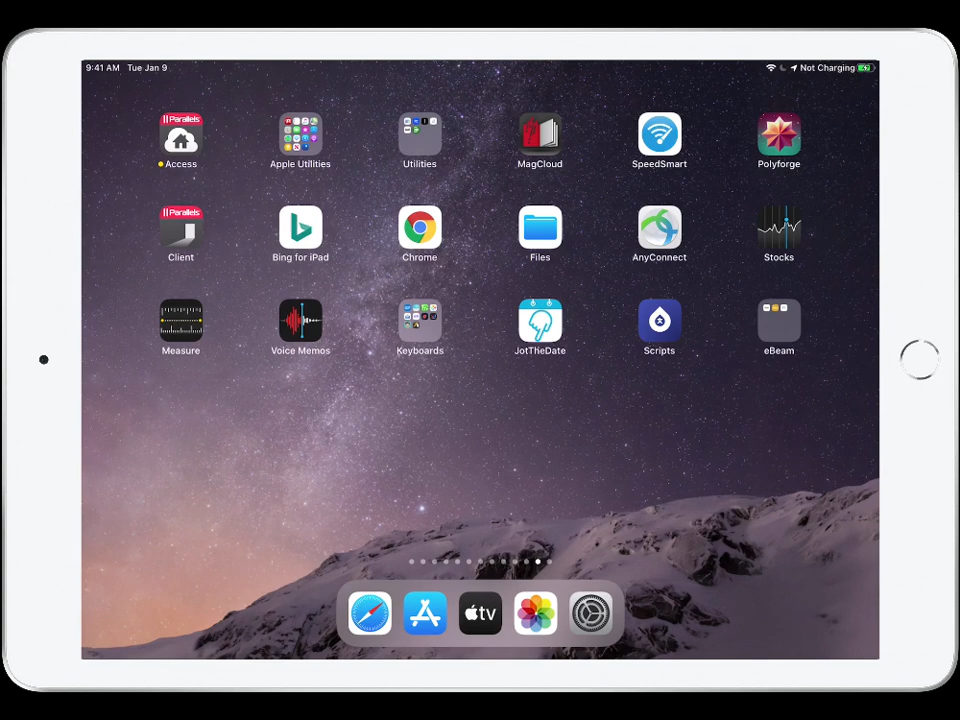 9:41 AM Tue Jan 9
Not Charging
Parallels
Access
Apple Utilities
Utilities
MagCloud
SpeedSmart
Polyforge
Parallels
Client
Bing for iPad
Chrome
Files
AnyConnect
Stocks
Measure
Voice Memos
Keyboards
JotTheDate
Scripts
eBeam
tv